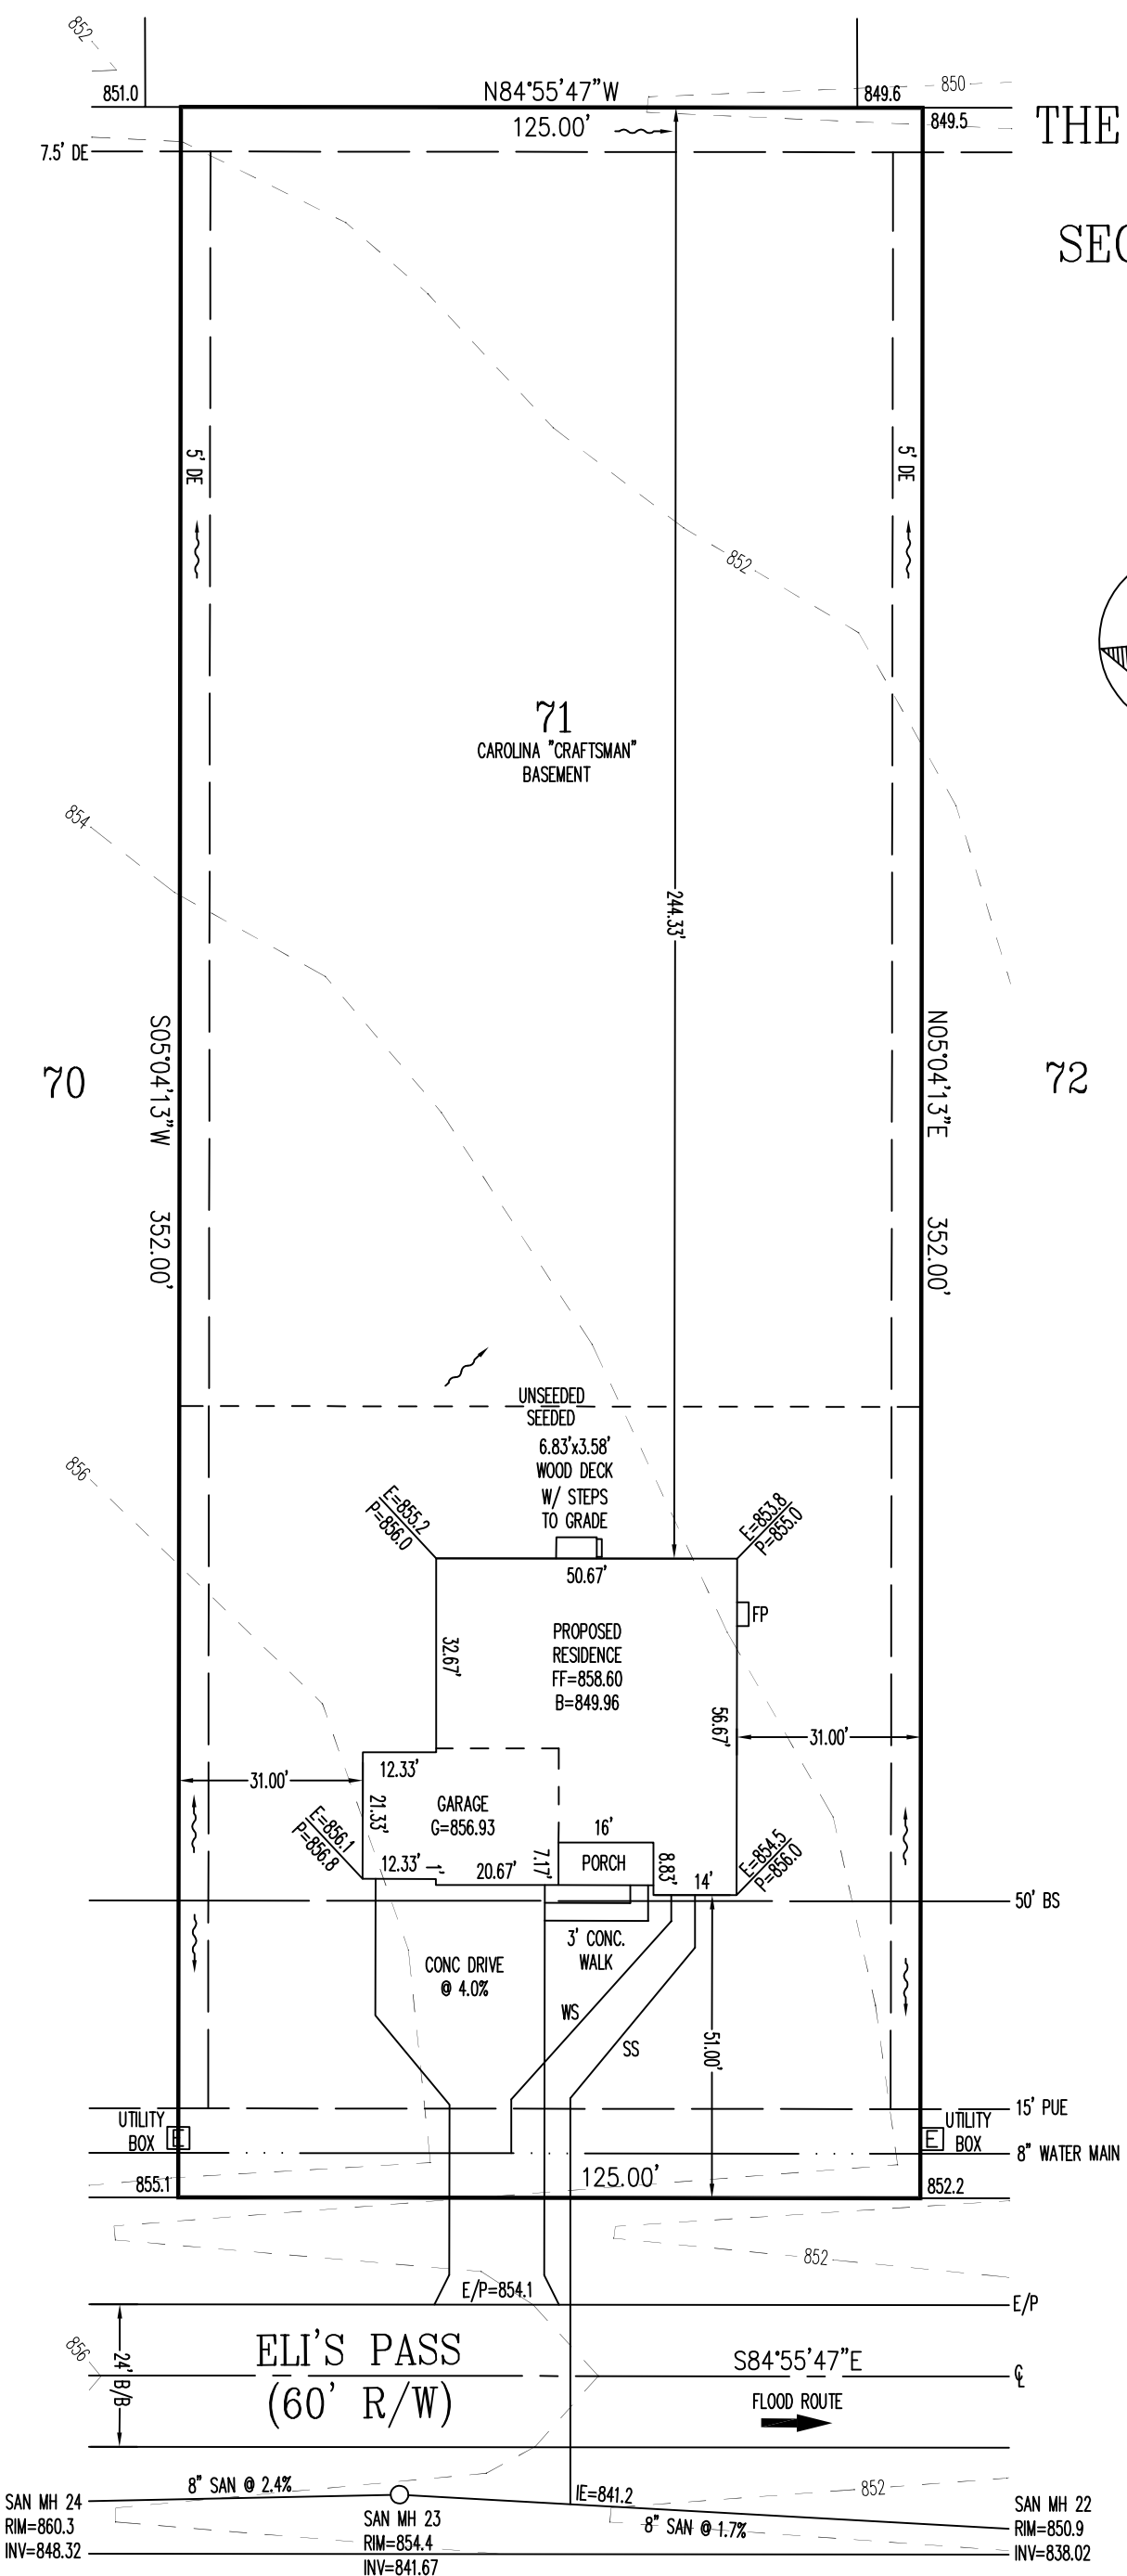 852
851.0
N84°55'47"W
849.6
850
125.00'
849.5
THE
7.5' DE
SEC
5' DE
5' DE
852
71
CAROLINA "CRAFTSMAN"
BASEMENT
854
244.33'
S05°04'13"W 352.00'
N05°04'13"E 352.00'
70
72
UNSEEDED
SEEDED
6.83'x3.58'
WOOD DECK
W/ STEPS
TO GRADE
856
E=855.2
P=856.0
E=853.8
P=855.0
50.67'
FP
32.67'
PROPOSED
RESIDENCE
FF=858.60
B=849.96
56.67'
31.00'
12.33'
31.00'
21.33'
GARAGE
G=856.93
E=856.1
P=856.8
16'
PORCH
7.17'
8.83'
12.33'
1'
20.67'
14'
E=854.5
P=856.0
50' BS
3' CONC.
WALK
CONC DRIVE
@ 4.0%
WS
SS
51.00'
15' PUE
UTILITY
BOX
E
E
UTILITY
BOX
8" WATER MAIN
855.1
125.00'
852.2
852
E/P=854.1
E/P
856
24' B/B
ELI'S PASS
(60' R/W)
S84°55'47"E
℄
FLOOD ROUTE
8" SAN @ 2.4%
852
SAN MH 24
RIM=860.3
INV=848.32
SAN MH 23
RIM=854.4
INV=841.67
IE=841.2
8" SAN @ 1.7%
SAN MH 22
RIM=850.9
INV=838.02